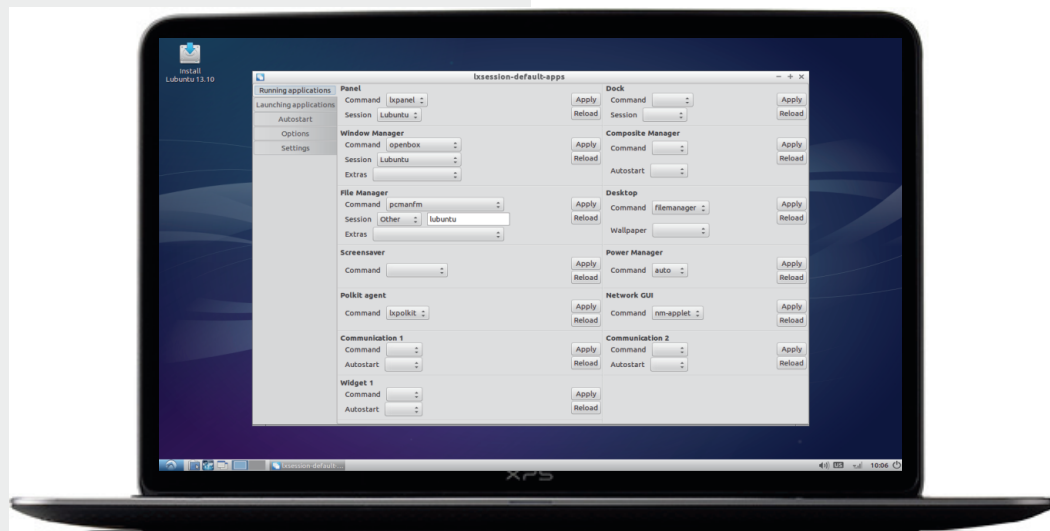 Install
Lubuntu 13.10
lxsession-default-apps
Running applications
Launching applications
Autostart
Options
Settings
Panel
Command lxpanel Apply
Session Lubuntu Reload
Dock
Command Apply
Session Reload
Window Manager
Command openbox Apply
Session Lubuntu Reload
Extras
Composite Manager
Command Apply
Reload
Autostart
File Manager
Command pcmanfm Apply
Session Other lubuntu Reload
Extras
Desktop
Command filemanager Apply
Reload
Wallpaper
Screensaver
Command Apply
Reload
Power Manager
Command auto Apply
Reload
Polkit agent
Command lxpolkit Apply
Reload
Network GUI
Command nm-applet Apply
Reload
Communication 1
Command Apply
Autostart Reload
Communication 2
Command Apply
Autostart Reload
Widget 1
Command Apply
Autostart Reload
lxsession-default-...
US 10:06
XPS